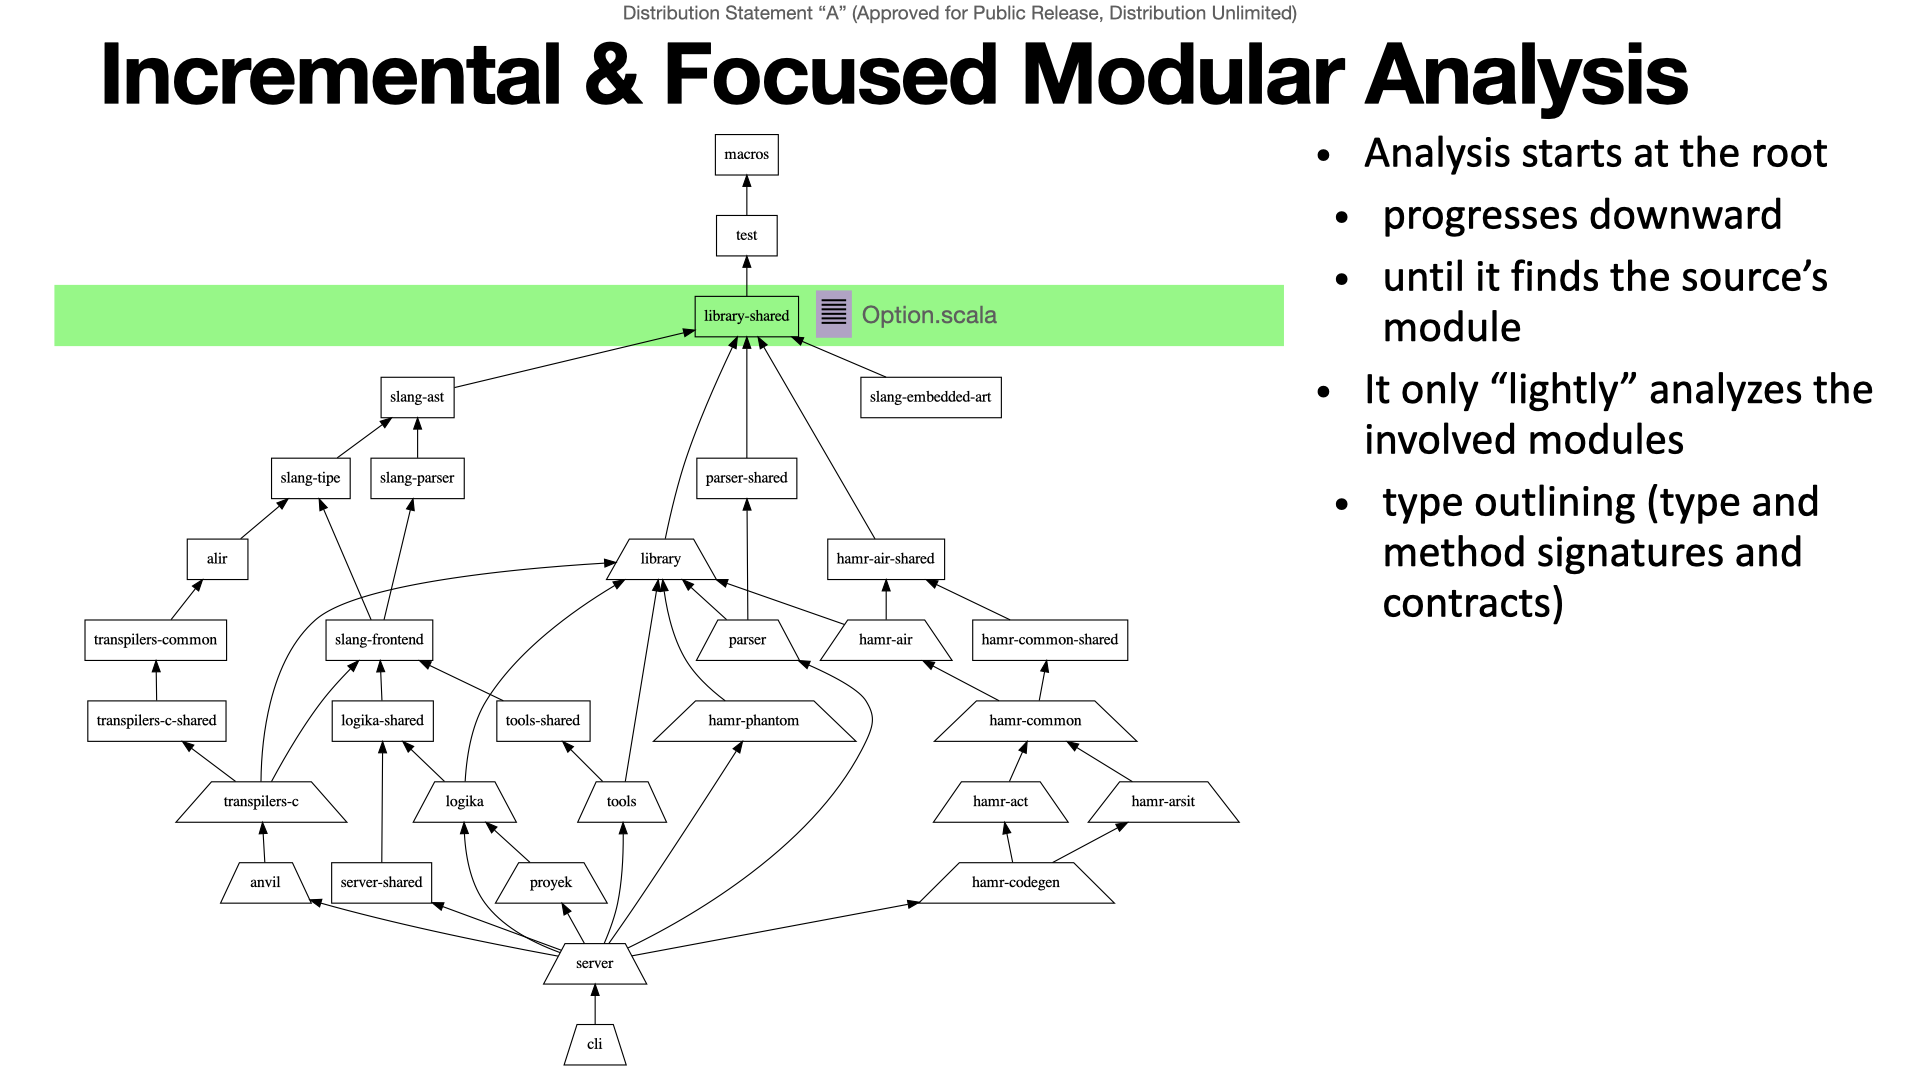 Distribution Statement “A” (Approved for Public Release, Distribution Unlimited)
Incremental & Focused Modular Analysis
macros
test
library-shared
Option.scala
slang-ast
slang-embedded-art
slang-tipe
slang-parser
parser-shared
alir
library
hamr-air-shared
transpilers-common
slang-frontend
parser
hamr-air
hamr-common-shared
transpilers-c-shared
logika-shared
tools-shared
hamr-phantom
hamr-common
transpilers-c
logika
tools
hamr-act
hamr-arsit
anvil
server-shared
proyek
hamr-codegen
server
cli
• Analysis starts at the root
• progresses downward
• until it finds the source’s
module
• It only “lightly” analyzes the
involved modules
• type outlining (type and
method signatures and
contracts)